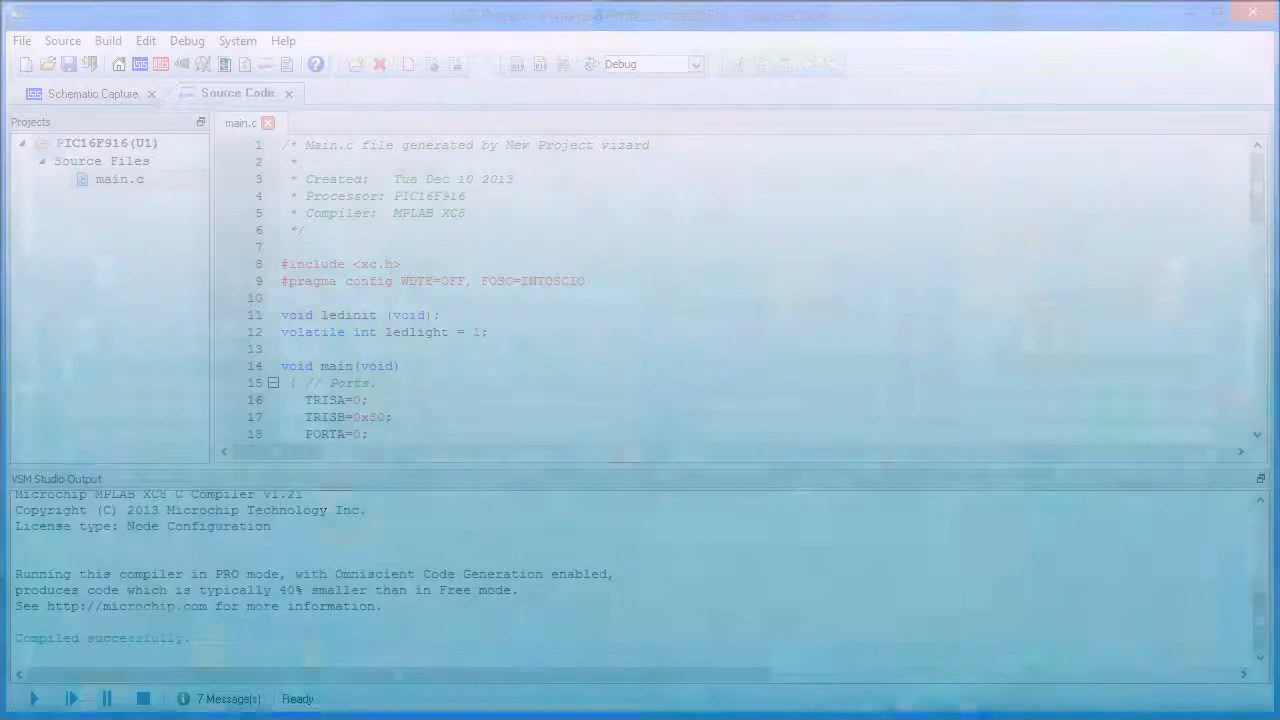 File Source Build Edit Debug System Help
Debug
Schematic Capture
Source Code
Projects
main.c
PIC16F916(U1)
Source Files
main.c
1 /* Main.c file generated by New Project wizard
2 *
3 * Created: Tue Dec 10 2013
4 * Processor: PIC16F916
5 * Compiler: MPLAB XC8
6 */
7
8 #include <xc.h>
9 #pragma config WDTE=OFF, FOSC=INTOSCIO
10
11 void ledinit (void);
12 volatile int ledlight = 1;
13
14 void main(void)
15 { // Ports.
16 TRISA=0;
17 TRISB=0x30;
18 PORTA=0;
VSM Studio Output
Microchip MPLAB XC8 C Compiler V1.21
Copyright (C) 2013 Microchip Technology Inc.
License type: Node Configuration
Running this compiler in PRO mode, with Omniscient Code Generation enabled,
produces code which is typically 40% smaller than in Free mode.
See http://microchip.com for more information.
Compiled successfully.
7 Message(s) Ready